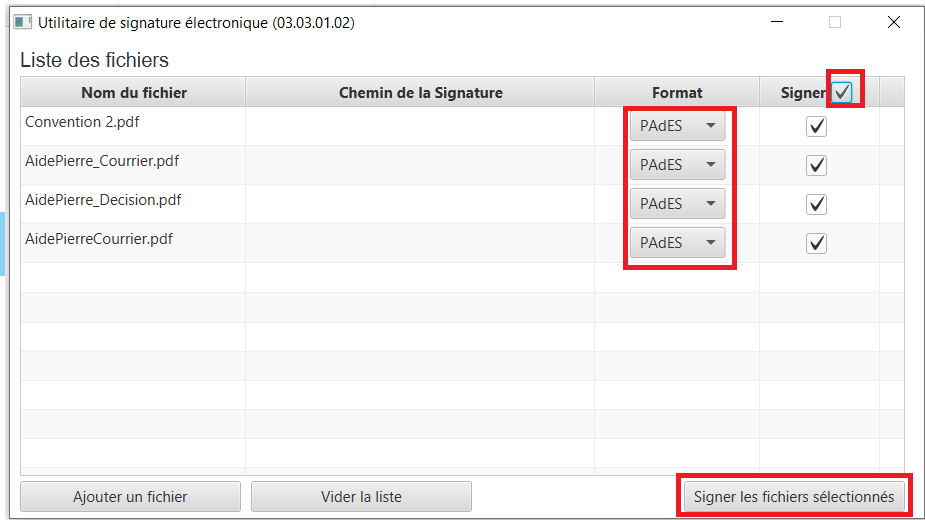 Utilitaire de signature électronique (03.03.01.02)
Liste des fichiers
Nom du fichier Chemin de la Signature Format Signer
Convention 2.pdf PAdES
AidePierre_Courrier.pdf PAdES
AidePierre_Decision.pdf PAdES
AidePierreCourrier.pdf PAdES
Ajouter un fichier Vider la liste Signer les fichiers sélectionnés